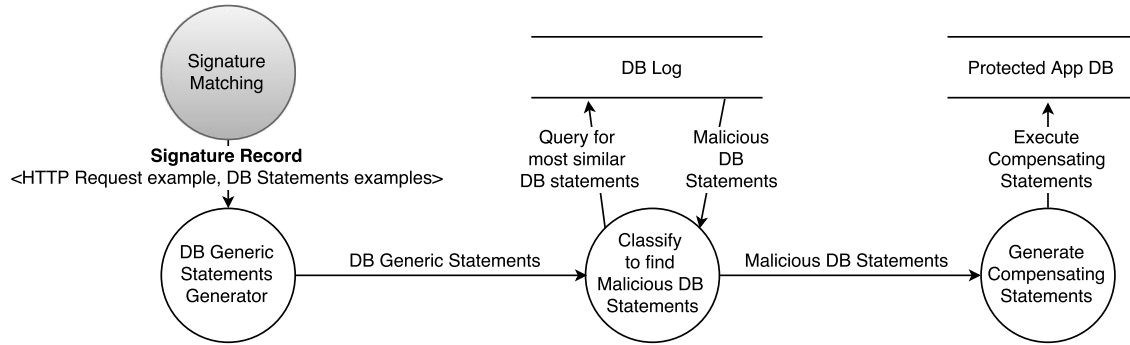 Signature
Matching
Signature Record
<HTTP Request example, DB Statements examples>
DB Generic
Statements
Generator
DB Generic Statements
DB Log
Query for
most similar
DB statements
Malicious
DB
Statements
Classify
to find
Malicious DB
Statements
Malicious DB Statements
Protected App DB
Execute
Compensating
Statements
Generate
Compensating
Statements